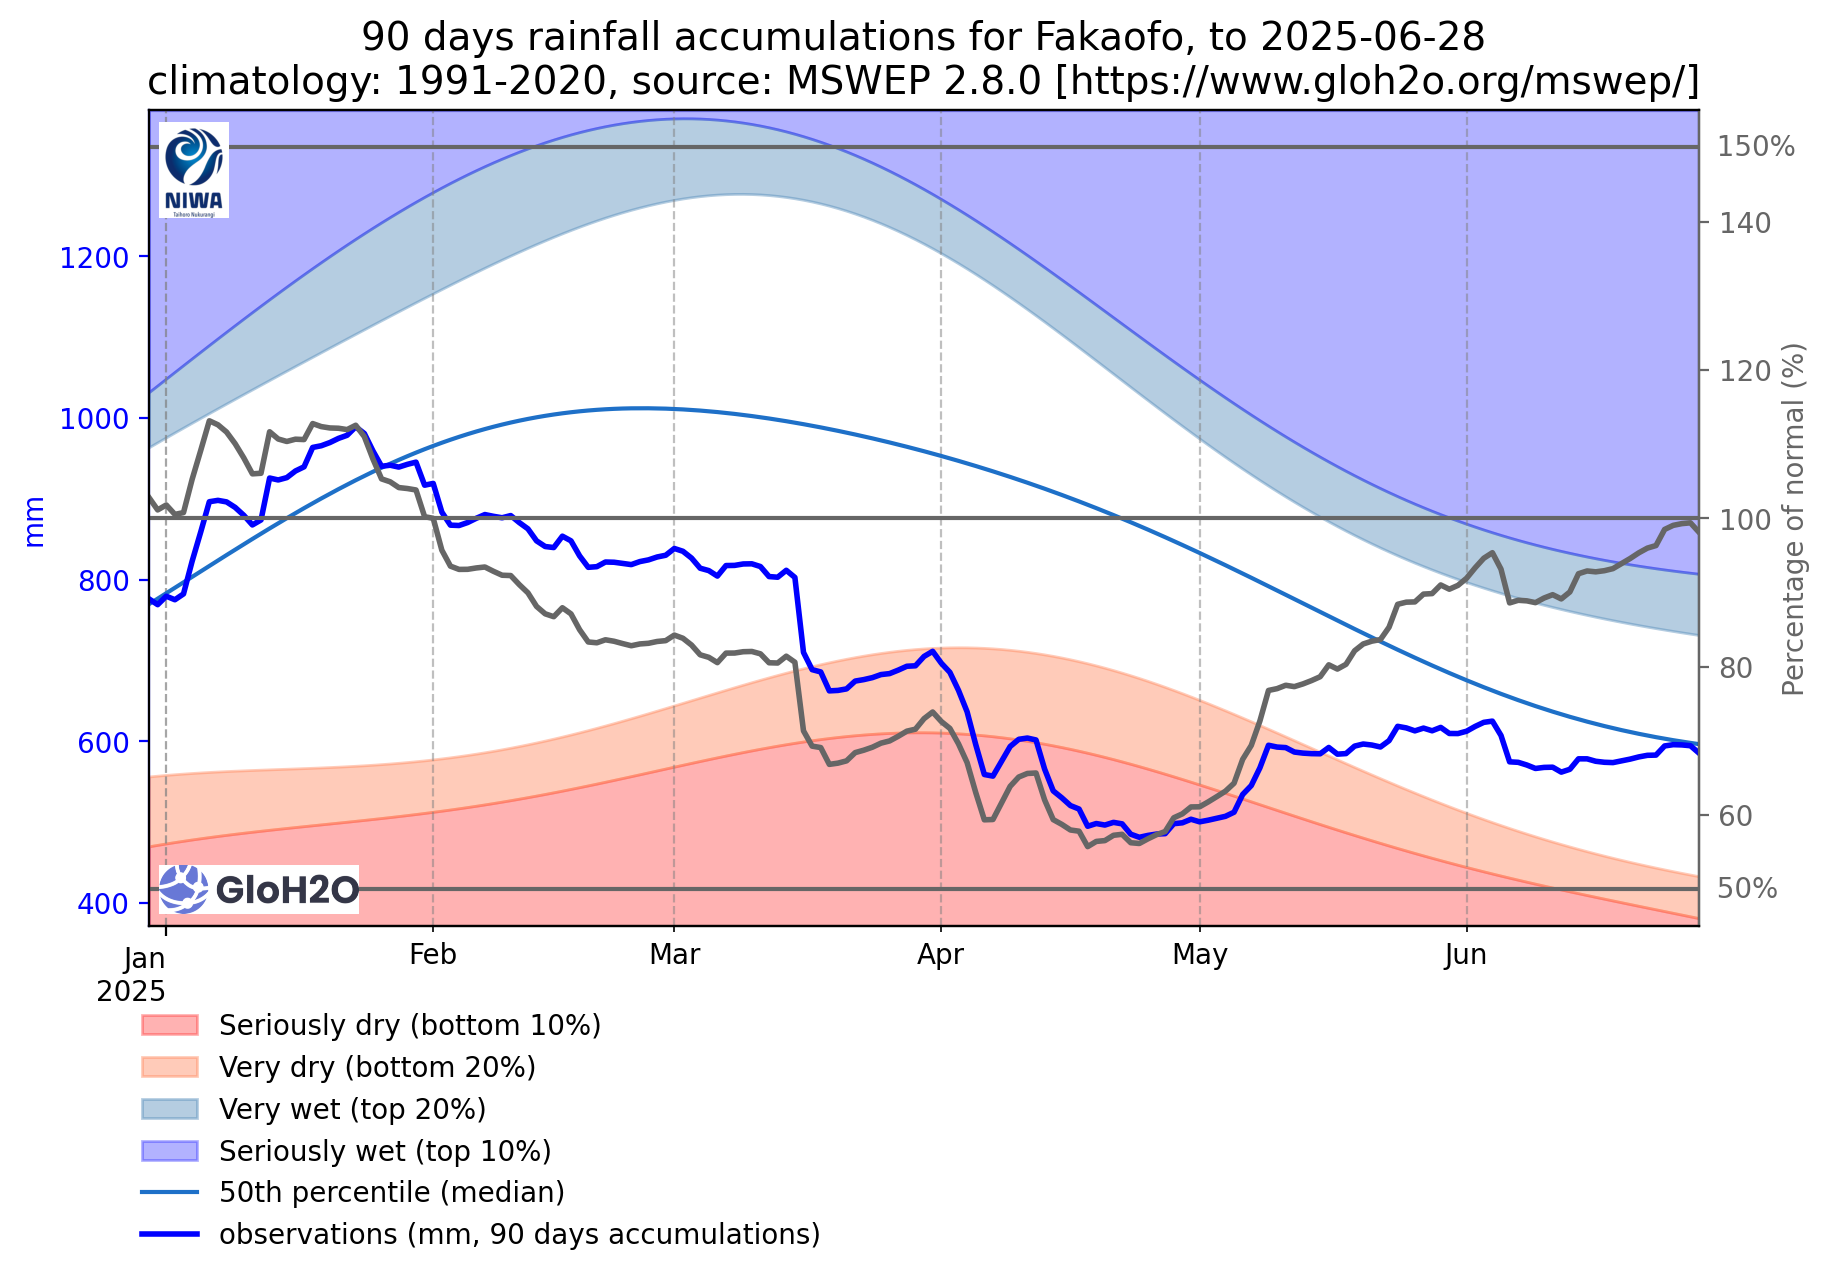 90 days rainfall accumulations for Fakaofo, to 2025-06-28
climatology: 1991-2020, source: MSWEP 2.8.0 [https://www.gloh2o.org/mswep/]
NIWA
Taihoro Nukurangi
150%
140
1200
120
Percentage of normal (%)
1000
mm
100
800
80
600
60
GloH2O
50%
400
Jan
2025
Feb
Mar
Apr
May
Jun
Seriously dry (bottom 10%)
Very dry (bottom 20%)
Very wet (top 20%)
Seriously wet (top 10%)
50th percentile (median)
observations (mm, 90 days accumulations)